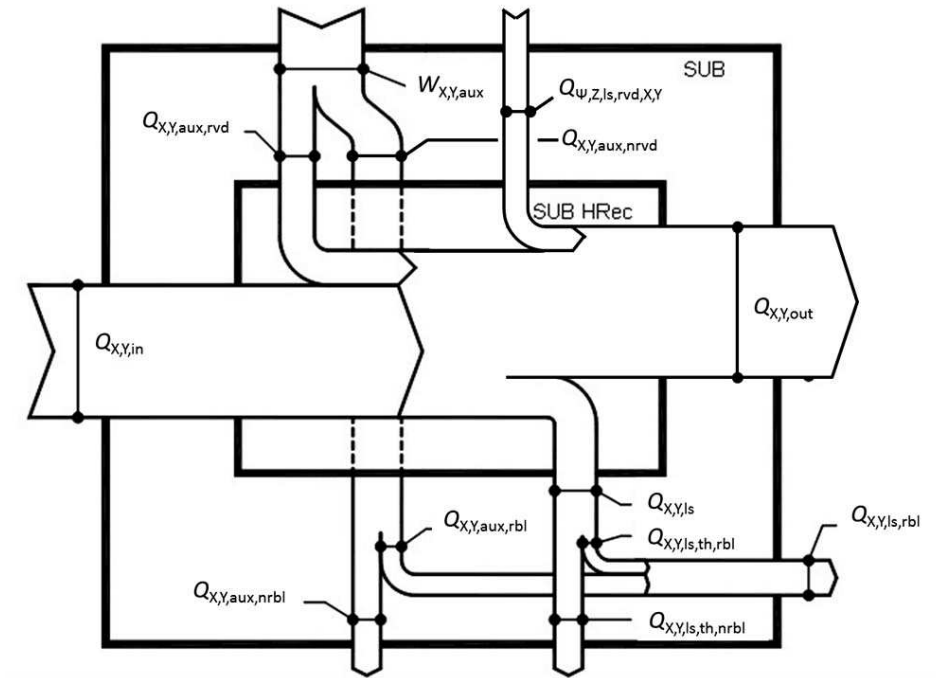 SUB
W X,Y,aux
Q Ψ,Z,ls,rvd,X,Y
Q X,Y,aux,rvd
Q X,Y,aux,nrvd
SUB HRec
Q X,Y,out
Q X,Y,in
Q X,Y,ls
Q X,Y,aux,rbl
Q X,Y,ls,rbl
Q X,Y,ls,th,rbl
Q X,Y,aux,nrbl
Q X,Y,ls,th,nrbl